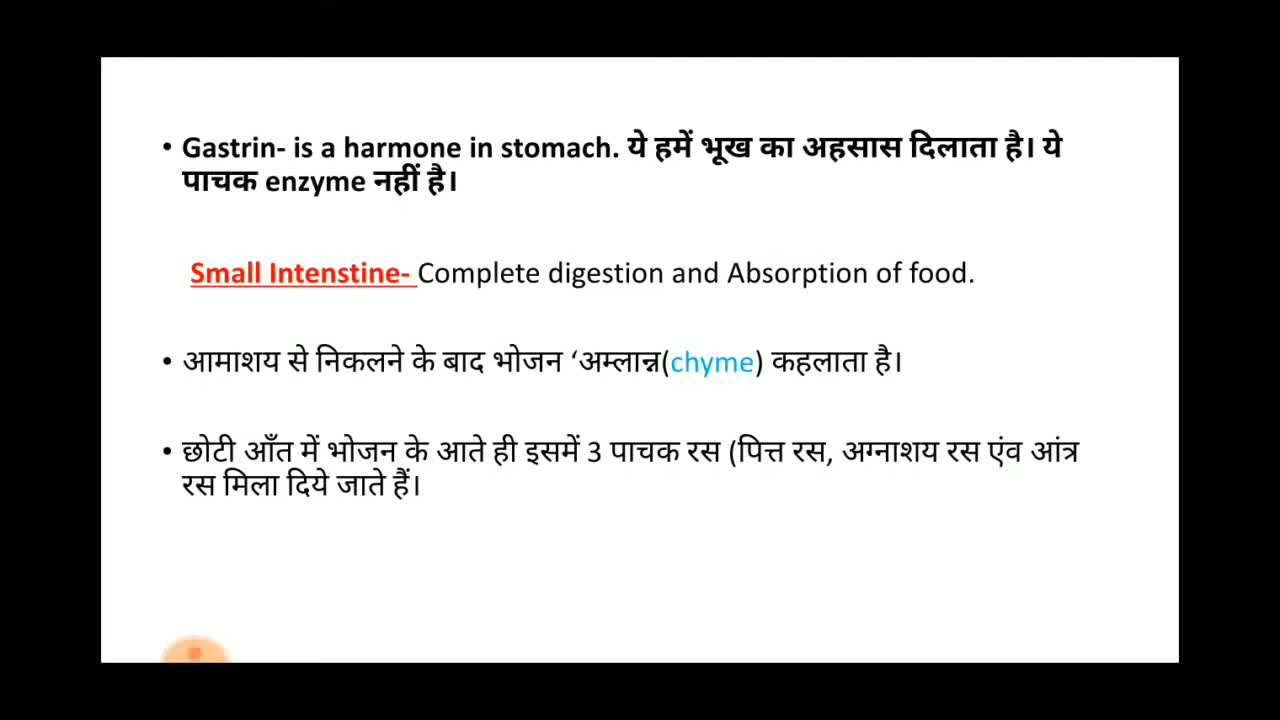 • Gastrin- is a harmone in stomach. ये हमें भूख का अहसास दिलाता है। ये
पाचक enzyme नहीं है।
Small Intenstine- Complete digestion and Absorption of food.
• आमाशय से निकलने के बाद भोजन ‘अम्लान्न(chyme) कहलाता है।
• छोटी आँत में भोजन के आते ही इसमें 3 पाचक रस (पित्त रस, अग्नाशय रस एंव आंत्र
रस मिला दिये जाते हैं।